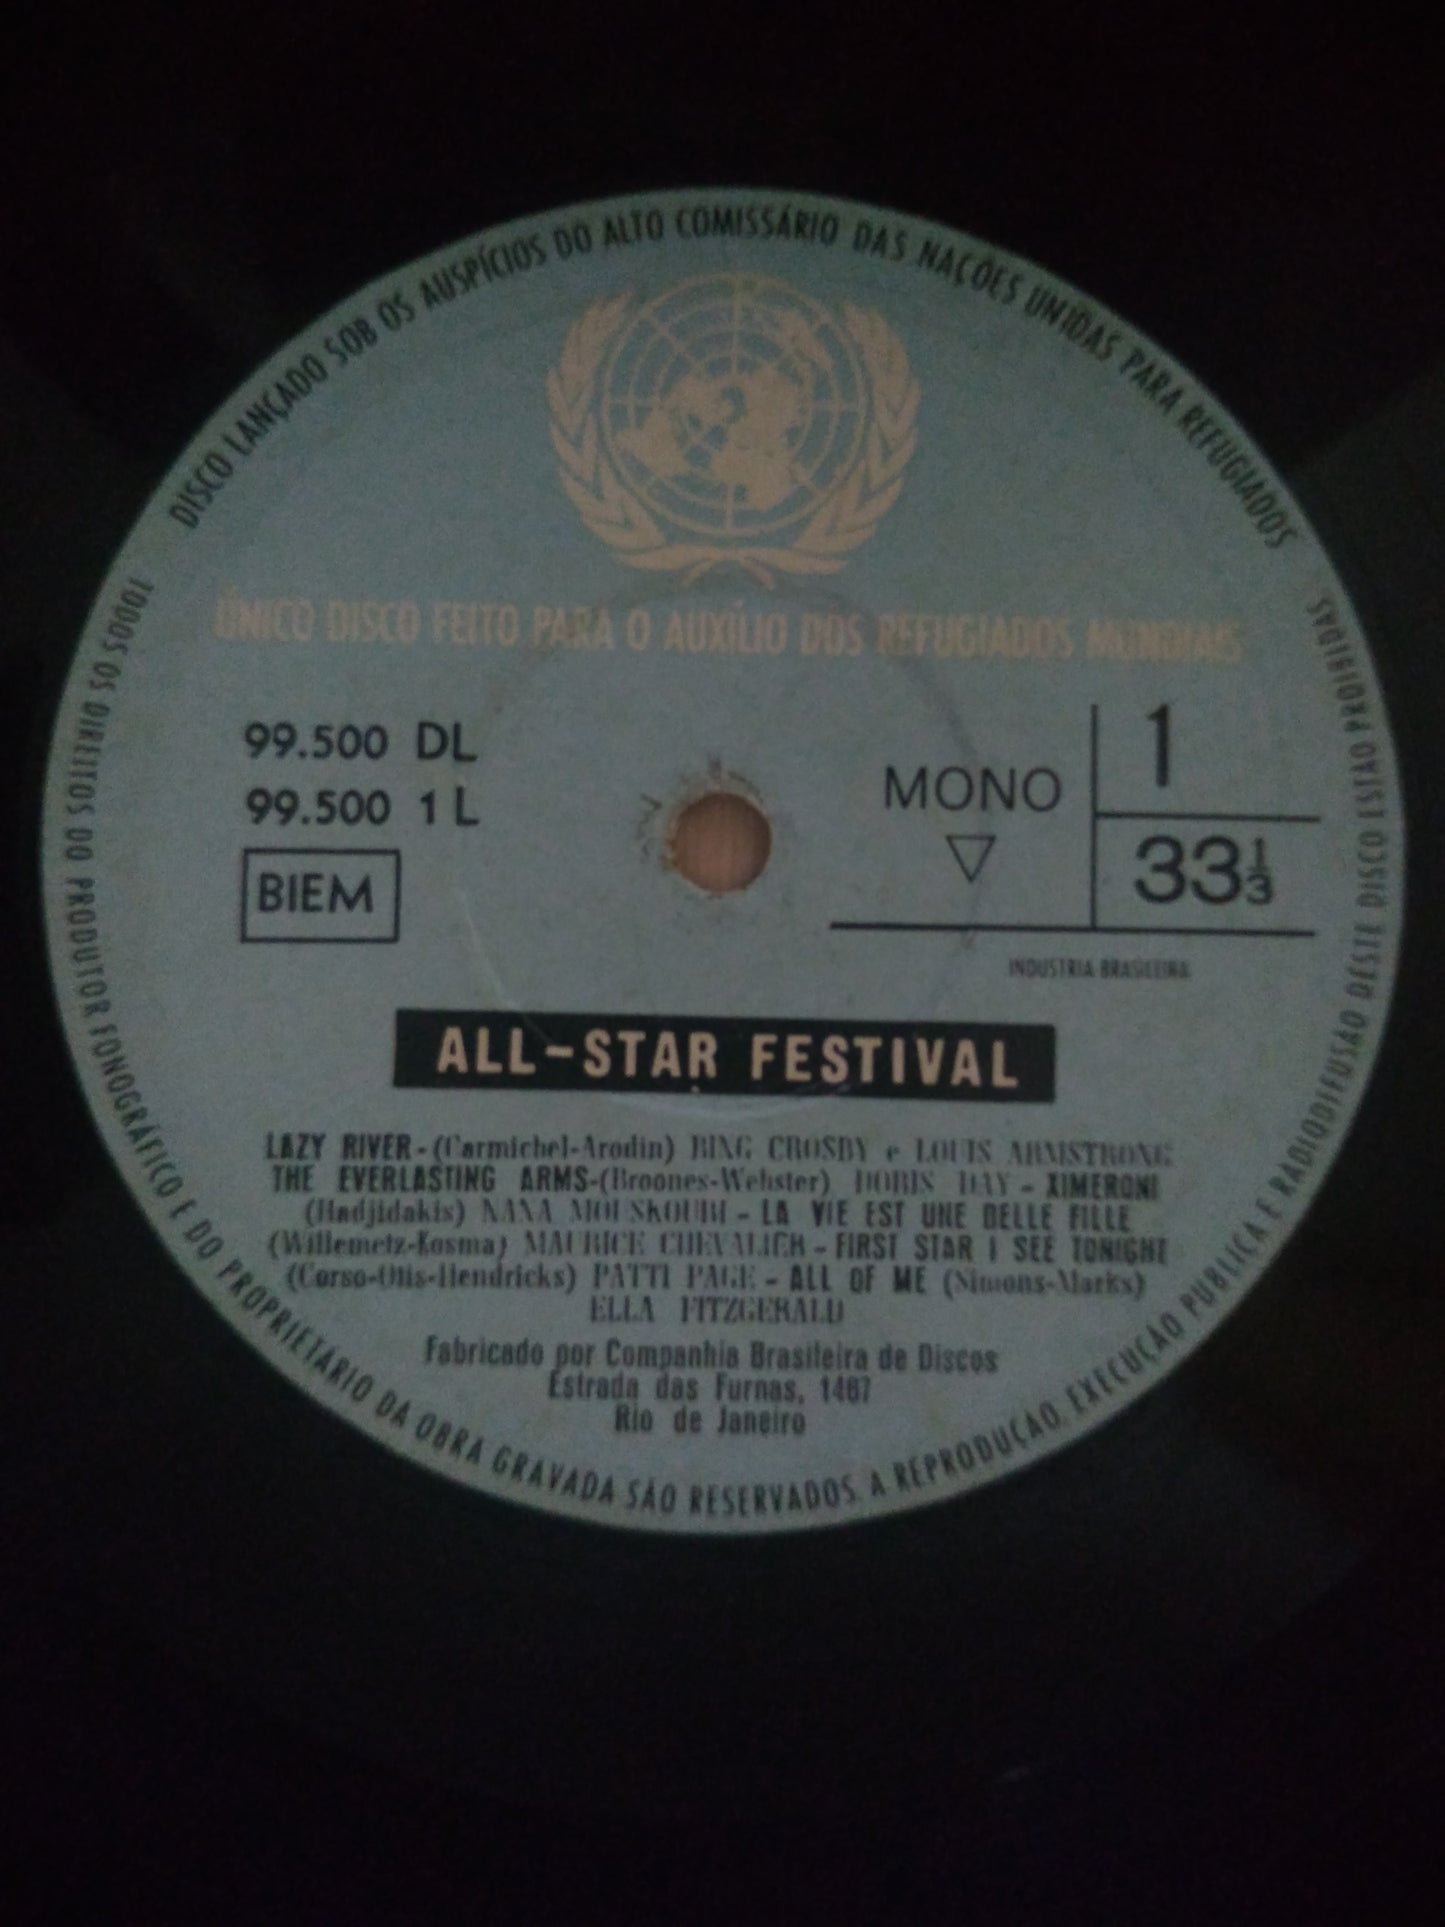 DISCO LANÇADO SOB OS AUSPÍCIOS DO ALTO COMISSÁRIO DAS NAÇÕES UNIDAS PARA REFUGIADOS
ÚNICO DISCO FEITO PARA O AUXÍLIO DOS REFUGIADOS MUNDIAIS
99.500 DL
99.500 1 L
BIEM
MONO
1
33 1/3
INDUSTRIA BRASILEIRA
ALL-STAR FESTIVAL
LAZY RIVER-(Carmichel-Arodin) BING CROSBY e LOUIS ARMSTRONG
THE EVERLASTING ARMS-(Broones-Webster) DORIS DAY - XIMERONI
(Hadjidakis) NANA MOUSKOURI - LA VIE EST UNE BELLE FILLE
(Willemetz-Kosma) MAURICE CHEVALIER - FIRST STAR I SEE TONIGHT
(Corso-Otis-Hendricks) PATTI PAGE - ALL OF ME (Simons-Marks)
ELLA FITZGERALD
Fabricado por Companhia Brasileira de Discos
Estrada das Furnas, 1467
Rio de Janeiro
TODOS OS DIREITOS DO PRODUTOR FONOGRÁFICO E DO PROPRIETÁRIO DA OBRA GRAVADA SÃO RESERVADOS. A REPRODUÇÃO, EXECUÇÃO PUBLICA E RADIODIFUSÃO DESTE DISCO ESTÃO PROIBIDAS